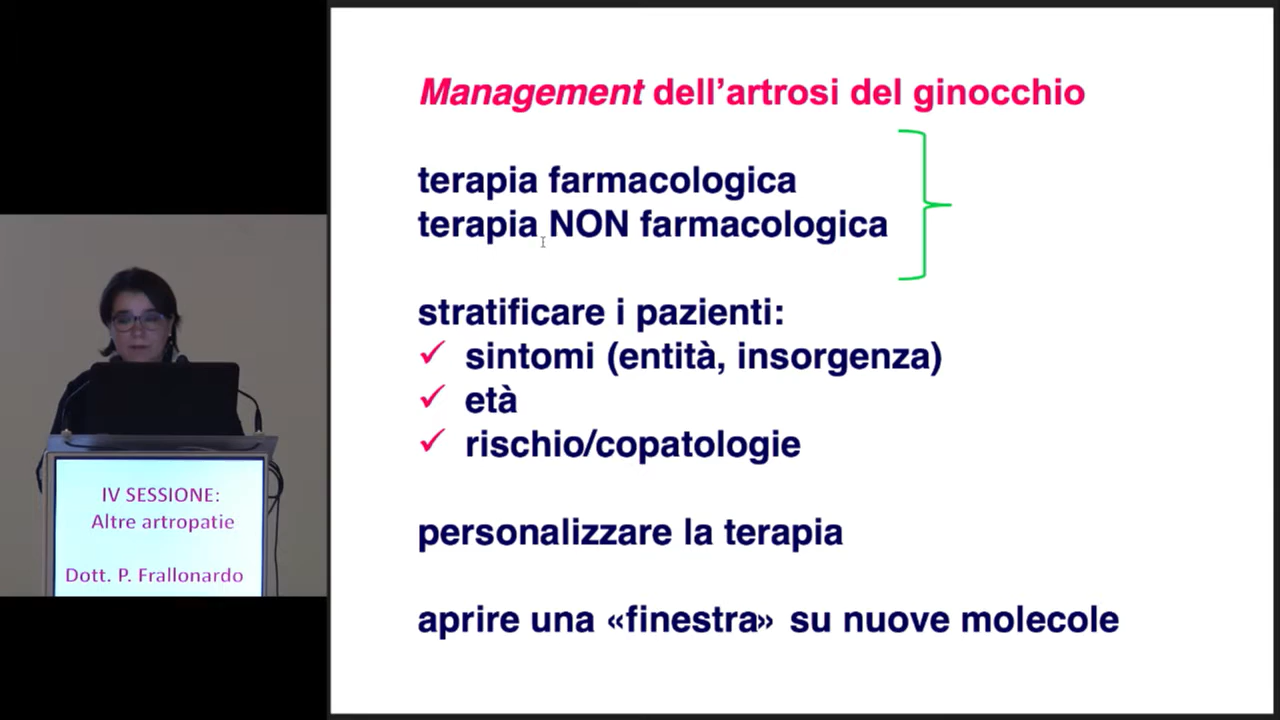 Management dell'artrosi del ginocchio
terapia farmacologica
terapia NON farmacologica
stratificare i pazienti:
✓ sintomi (entità, insorgenza)
✓ età
✓ rischio/copatologie
personalizzare la terapia
aprire una «finestra» su nuove molecole
IV SESSIONE:
Altre artropatie
Dott. P. Frallonardo